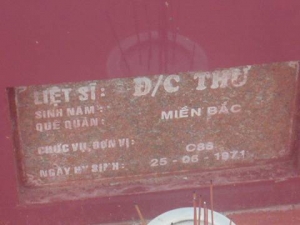 LIỆT SĨ: Đ/C THƯ
SINH NĂM:
QUÊ QUÁN: MIỀN BẮC
CHỨC VỤ, ĐƠN VỊ: C88
NGÀY HY SINH: 25-06-1971